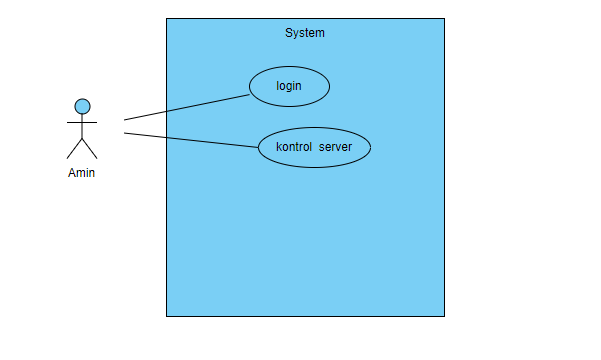 System
login
kontrol server
Amin